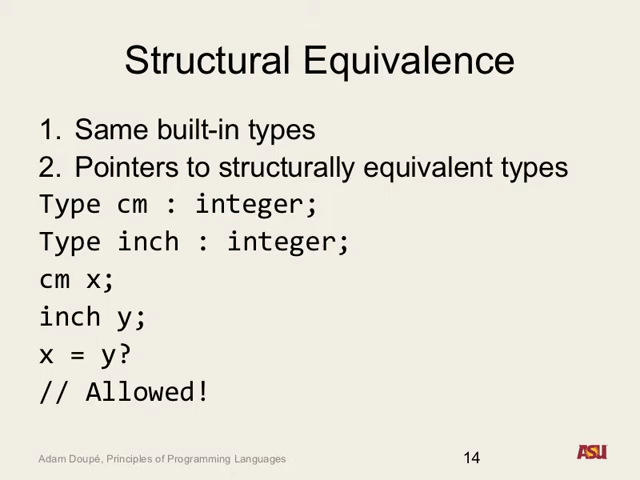 Structural Equivalence
1. Same built-in types
2. Pointers to structurally equivalent types
Type cm : integer;
Type inch : integer;
cm x;
inch y;
x = y?
// Allowed!
Adam Doupé, Principles of Programming Languages
14
ASU